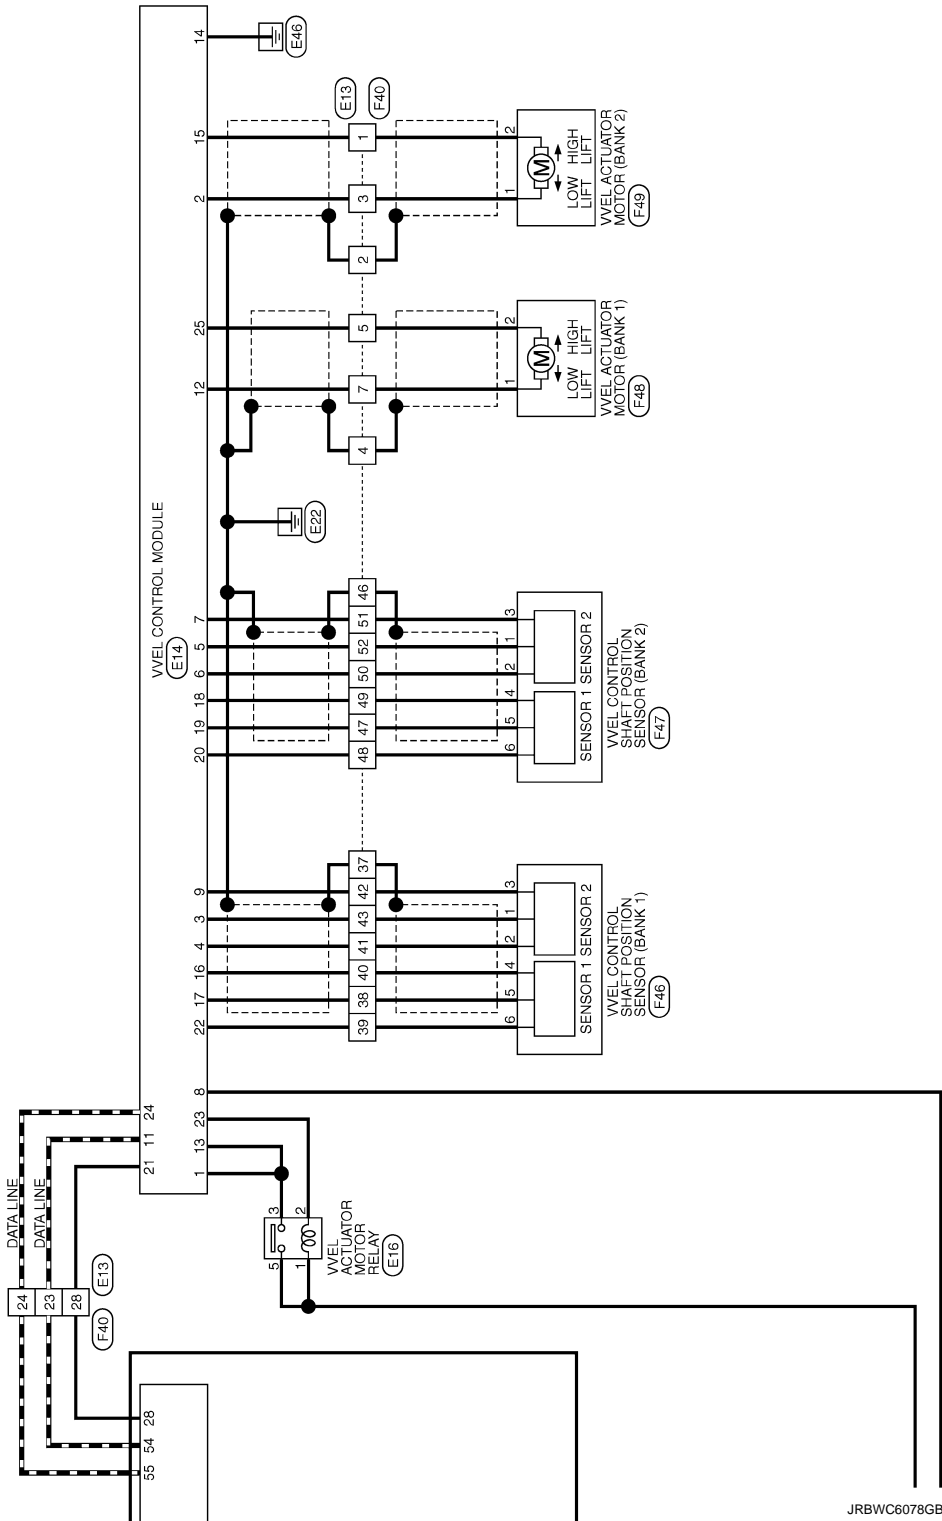 14
E46
E13
F40
15
1
2
2
3
1
2
LOW LIFT
HIGH LIFT
M
VVEL ACTUATOR
MOTOR (BANK 2)
F49
25
5
2
12
7
1
4
LOW LIFT
HIGH LIFT
M
VVEL ACTUATOR
MOTOR (BANK 1)
F48
VVEL CONTROL MODULE
E14
E22
46
7
51
3
5
52
1
6
50
2
18
49
4
19
47
5
20
48
6
SENSOR 1
SENSOR 2
VVEL CONTROL
SHAFT POSITION
SENSOR (BANK 2)
F47
37
9
42
3
3
43
1
4
41
2
16
40
4
17
38
5
22
39
6
SENSOR 1
SENSOR 2
VVEL CONTROL
SHAFT POSITION
SENSOR (BANK 1)
F46
8
24
23
11
13
21
1
DATA LINE
DATA LINE
3
2
5
1
VVEL
ACTUATOR
MOTOR
RELAY
E16
24
23
28
E13
F40
28
54
55
JRBWC6078GB